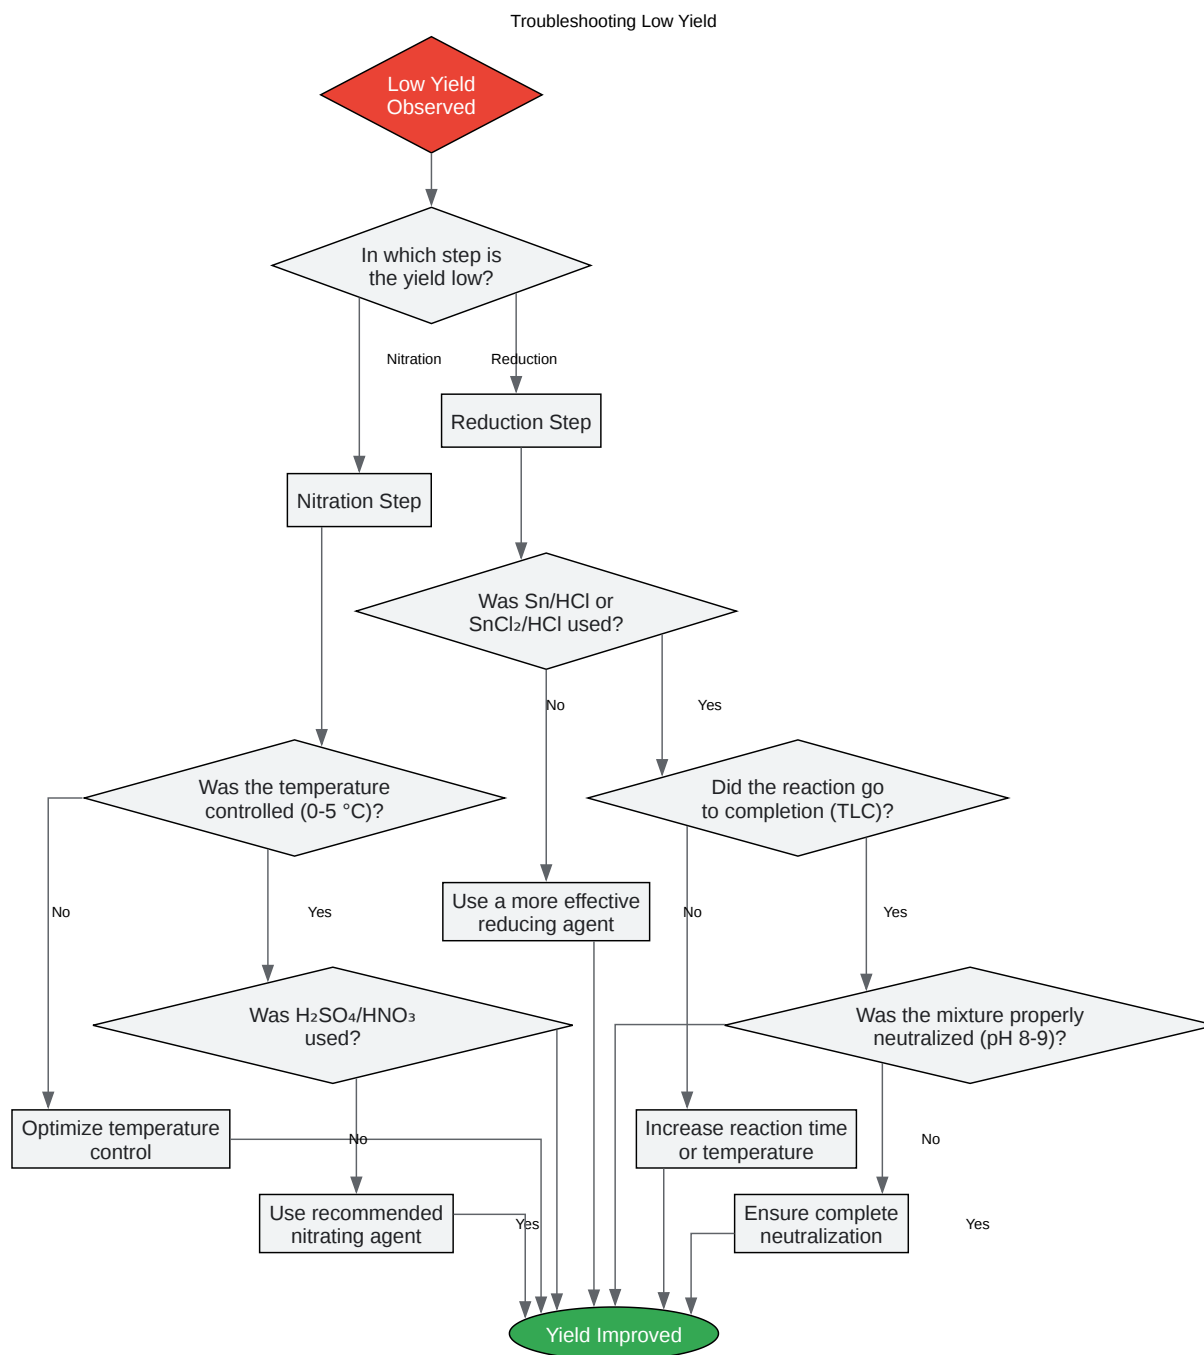 Troubleshooting Low Yield
Low Yield
Observed
In which step is
the yield low?
Nitration
Reduction
Reduction Step
Nitration Step
Was Sn/HCl or
SnCl₂/HCl used?
No
Yes
Was the temperature
controlled (0-5 °C)?
Did the reaction go
to completion (TLC)?
Use a more effective
reducing agent
No
Yes
No
Yes
Was H₂SO₄/HNO₃
used?
Was the mixture properly
neutralized (pH 8-9)?
Optimize temperature
control
No
Increase reaction time
or temperature
No
Use recommended
nitrating agent
Yes
Ensure complete
neutralization
Yes
Yield Improved